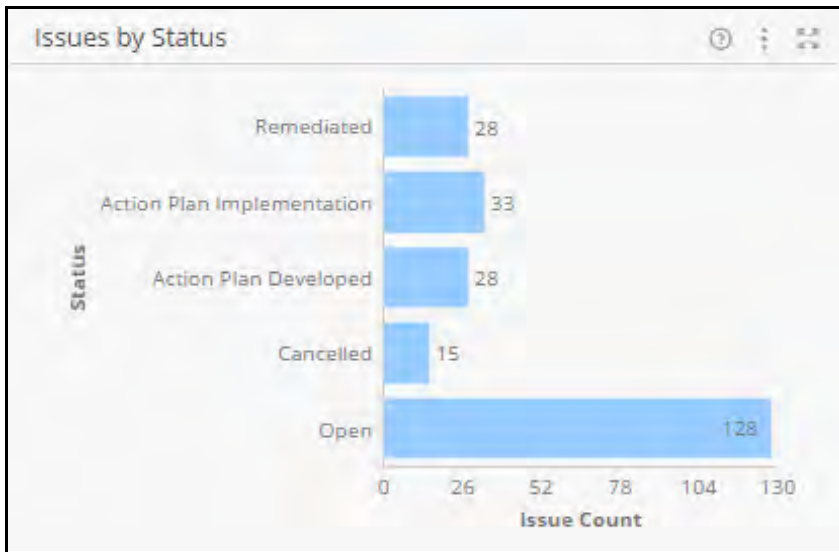 Issues by Status
Remediated
28
Action Plan Implementation
33
Action Plan Developed
28
Cancelled
15
Open
128
Status
0 26 52 78 104 130
Issue Count